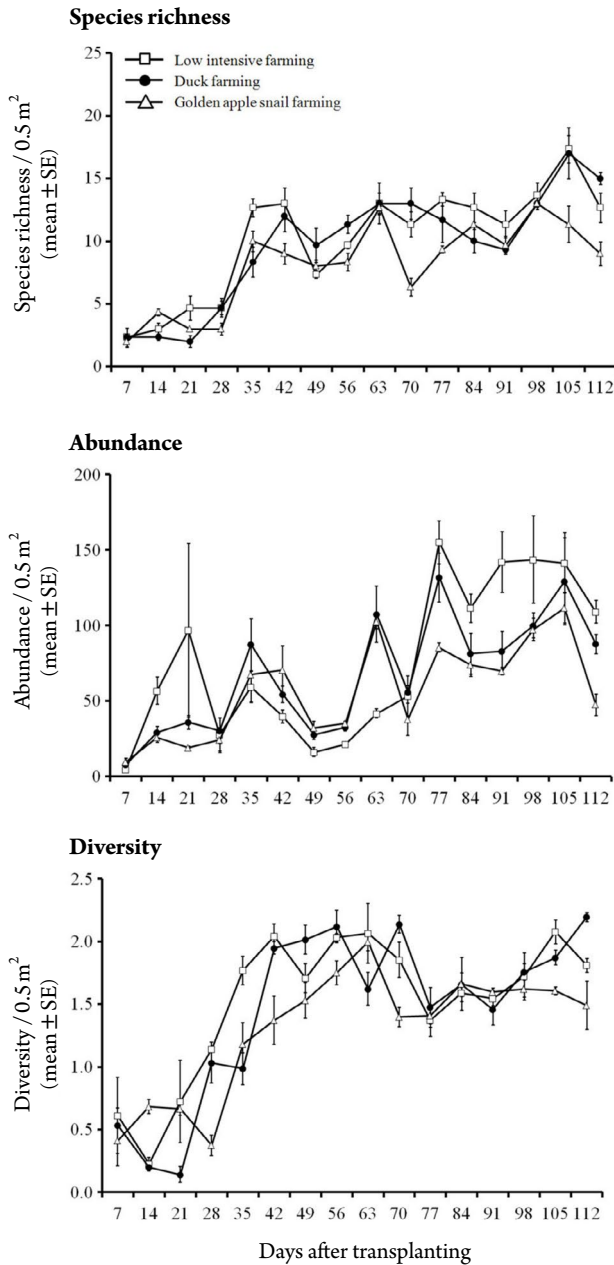 Species richness
Species richness / 0.5 m²
(mean ± SE)
25
20
15
10
5
0
Low intensive farming
Duck farming
Golden apple snail farming
7 14 21 28 35 42 49 56 63 70 77 84 91 98 105 112
Abundance
Abundance / 0.5 m²
(mean ± SE)
200
150
100
50
0
7 14 21 28 35 42 49 56 63 70 77 84 91 98 105 112
Diversity
Diversity / 0.5 m²
(mean ± SE)
2.5
2.0
1.5
1.0
0.5
0.0
7 14 21 28 35 42 49 56 63 70 77 84 91 98 105 112
Days after transplanting